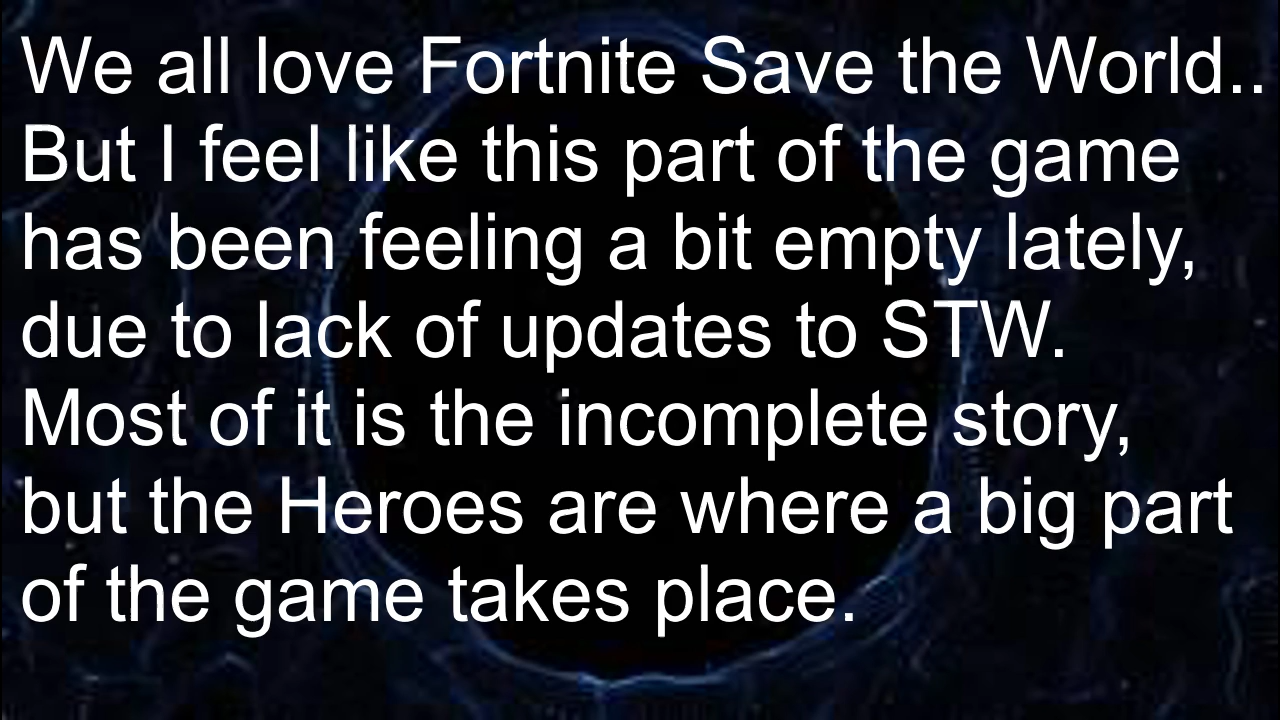 We all love Fortnite Save the World..
But I feel like this part of the game
has been feeling a bit empty lately,
due to lack of updates to STW.
Most of it is the incomplete story,
but the Heroes are where a big part
of the game takes place.